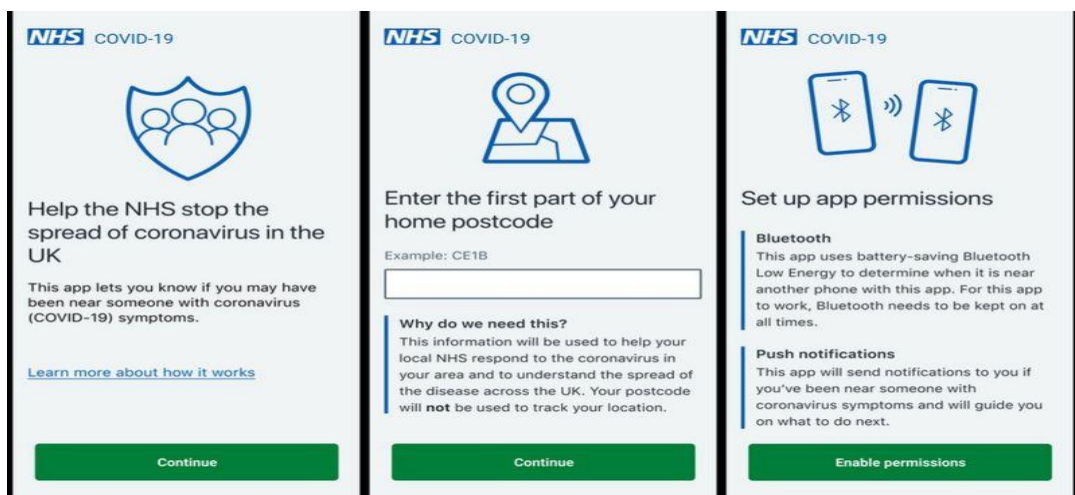 NHS COVID-19
Help the NHS stop the
spread of coronavirus in the
UK
This app lets you know if you may have
been near someone with coronavirus
(COVID-19) symptoms.
Learn more about how it works
Continue
NHS COVID-19
Enter the first part of your
home postcode
Example: CE1B
Why do we need this?
This information will be used to help your
local NHS respond to the coronavirus in
your area and to understand the spread of
the disease across the UK. Your postcode
will not be used to track your location.
Continue
NHS COVID-19
Set up app permissions
Bluetooth
This app uses battery-saving Bluetooth
Low Energy to determine when it is near
another phone with this app. For this app
to work, Bluetooth needs to be kept on at
all times.
Push notifications
This app will send notifications to you if
you've been near someone with
coronavirus symptoms and will guide you
on what to do next.
Enable permissions